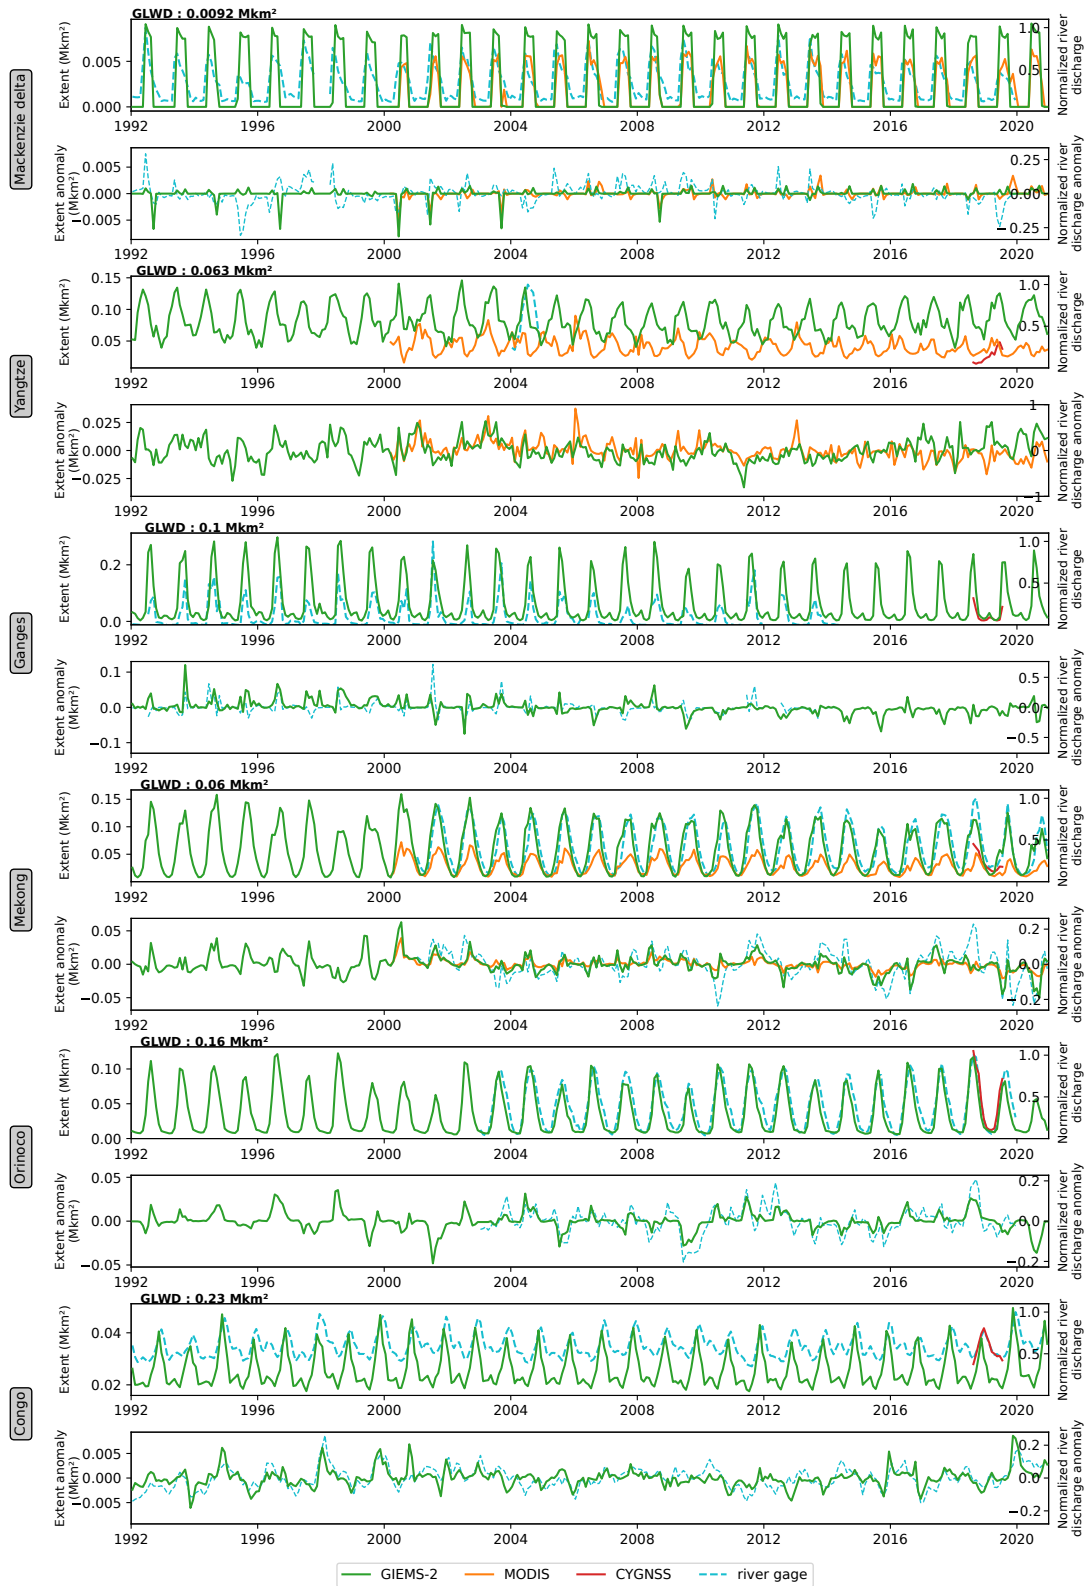 GLWD : 0.0092 Mkm²
Mackenzie delta
Extent (Mkm²)
0.005
0.000
1.0
0.5
Normalized river
discharge
1992 1996 2000 2004 2008 2012 2016 2020
Extent anomaly
(Mkm²)
0.005
0.000
−0.005
0.25
0.00
−0.25
Normalized river
discharge anomaly
1992 1996 2000 2004 2008 2012 2016 2020
GLWD : 0.063 Mkm²
Yangtze
Extent (Mkm²)
0.15
0.10
0.05
1.0
0.5
Normalized river
discharge
1992 1996 2000 2004 2008 2012 2016 2020
Extent anomaly
(Mkm²)
0.025
0.000
−0.025
1
0
−1
Normalized river
discharge anomaly
1992 1996 2000 2004 2008 2012 2016 2020
GLWD : 0.1 Mkm²
Ganges
Extent (Mkm²)
0.2
0.0
1.0
0.5
Normalized river
discharge
1992 1996 2000 2004 2008 2012 2016 2020
Extent anomaly
(Mkm²)
0.1
0.0
−0.1
0.5
0.0
−0.5
Normalized river
discharge anomaly
1992 1996 2000 2004 2008 2012 2016 2020
GLWD : 0.06 Mkm²
Mekong
Extent (Mkm²)
0.15
0.10
0.05
1.0
0.5
Normalized river
discharge
1992 1996 2000 2004 2008 2012 2016 2020
Extent anomaly
(Mkm²)
0.05
0.00
−0.05
0.2
0.0
−0.2
Normalized river
discharge anomaly
1992 1996 2000 2004 2008 2012 2016 2020
GLWD : 0.16 Mkm²
Orinoco
Extent (Mkm²)
0.10
0.05
0.00
1.0
0.5
Normalized river
discharge
1992 1996 2000 2004 2008 2012 2016 2020
Extent anomaly
(Mkm²)
0.05
0.00
−0.05
0.2
0.0
−0.2
Normalized river
discharge anomaly
1992 1996 2000 2004 2008 2012 2016 2020
GLWD : 0.23 Mkm²
Congo
Extent (Mkm²)
0.04
0.02
1.0
0.5
Normalized river
discharge
1992 1996 2000 2004 2008 2012 2016 2020
Extent anomaly
(Mkm²)
0.005
0.000
−0.005
0.2
0.0
−0.2
Normalized river
discharge anomaly
1992 1996 2000 2004 2008 2012 2016 2020
GIEMS-2 MODIS CYGNSS river gage